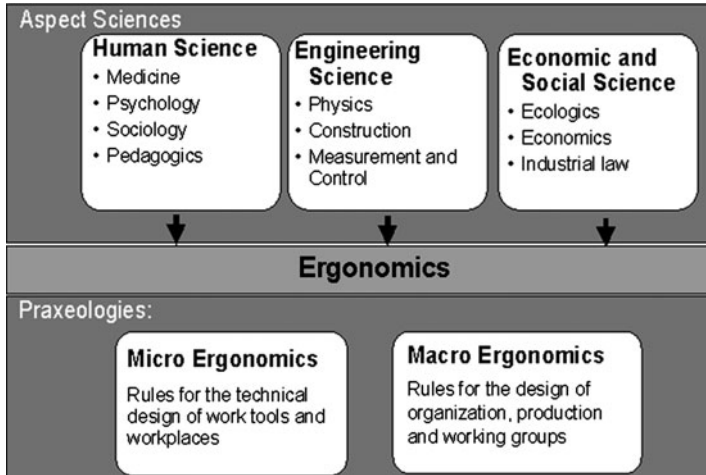 Aspect Sciences
Human Science
• Medicine
• Psychology
• Sociology
• Pedagogics
Engineering
Science
• Physics
• Construction
• Measurement and
Control
Economic and
Social Science
• Ecologics
• Economics
• Industrial law
Ergonomics
Praxeologies:
Micro Ergonomics
Rules for the technical
design of work tools and
workplaces
Macro Ergonomics
Rules for the design of
organization, production
and working groups